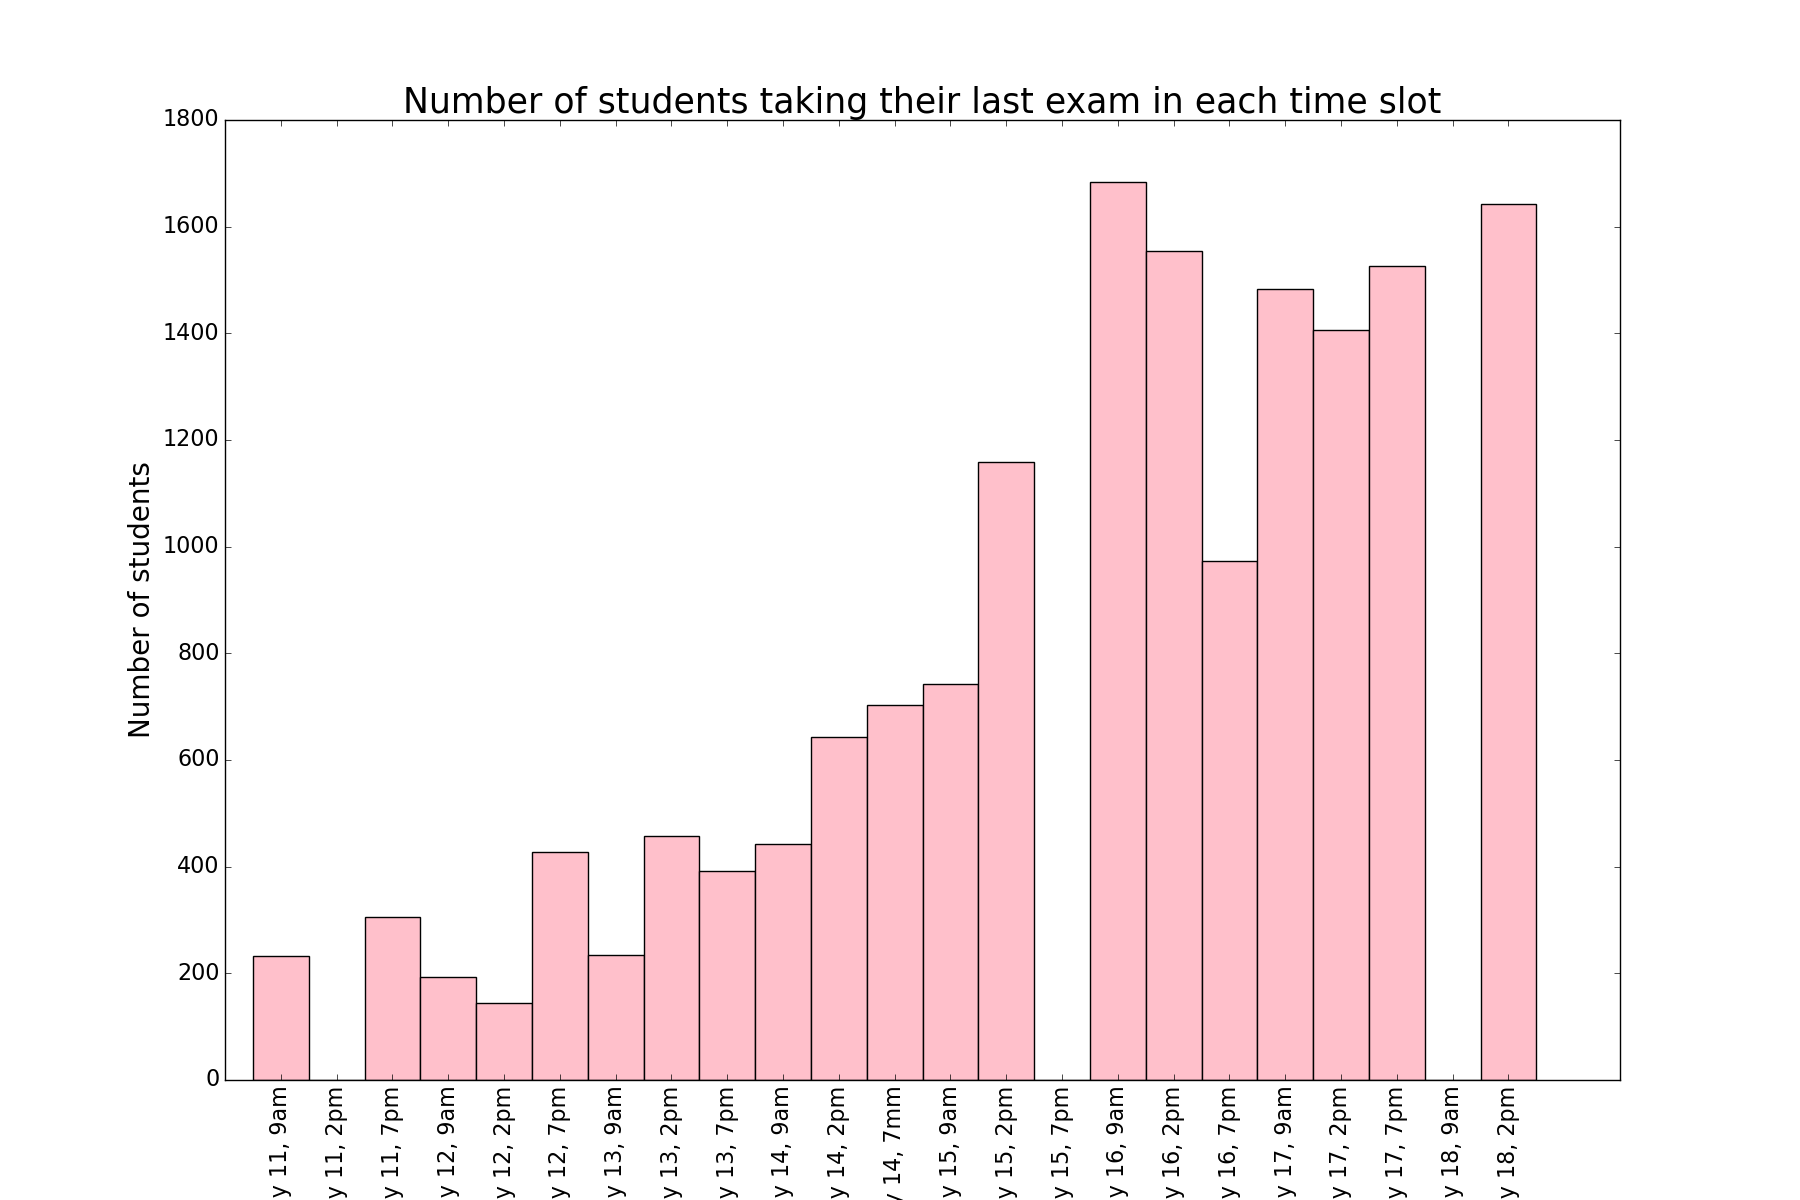 Number of students taking their last exam in each time slot
Number of students
1800
1600
1400
1200
1000
800
600
400
200
0
y 11, 9am
y 11, 2pm
y 11, 7pm
y 12, 9am
y 12, 2pm
y 12, 7pm
y 13, 9am
y 13, 2pm
y 13, 7pm
y 14, 9am
y 14, 2pm
y 14, 7mm
y 15, 9am
y 15, 2pm
y 15, 7pm
y 16, 9am
y 16, 2pm
y 16, 7pm
y 17, 9am
y 17, 2pm
y 17, 7pm
y 18, 9am
y 18, 2pm